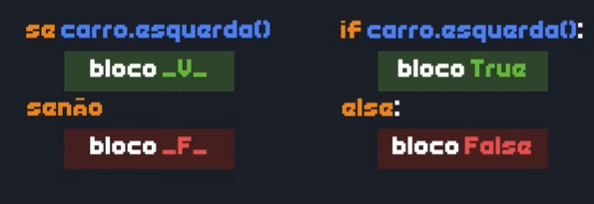 se carro.esquerda()
bloco _V_
senão
bloco _F_
if carro.esquerda():
bloco True
else:
bloco False